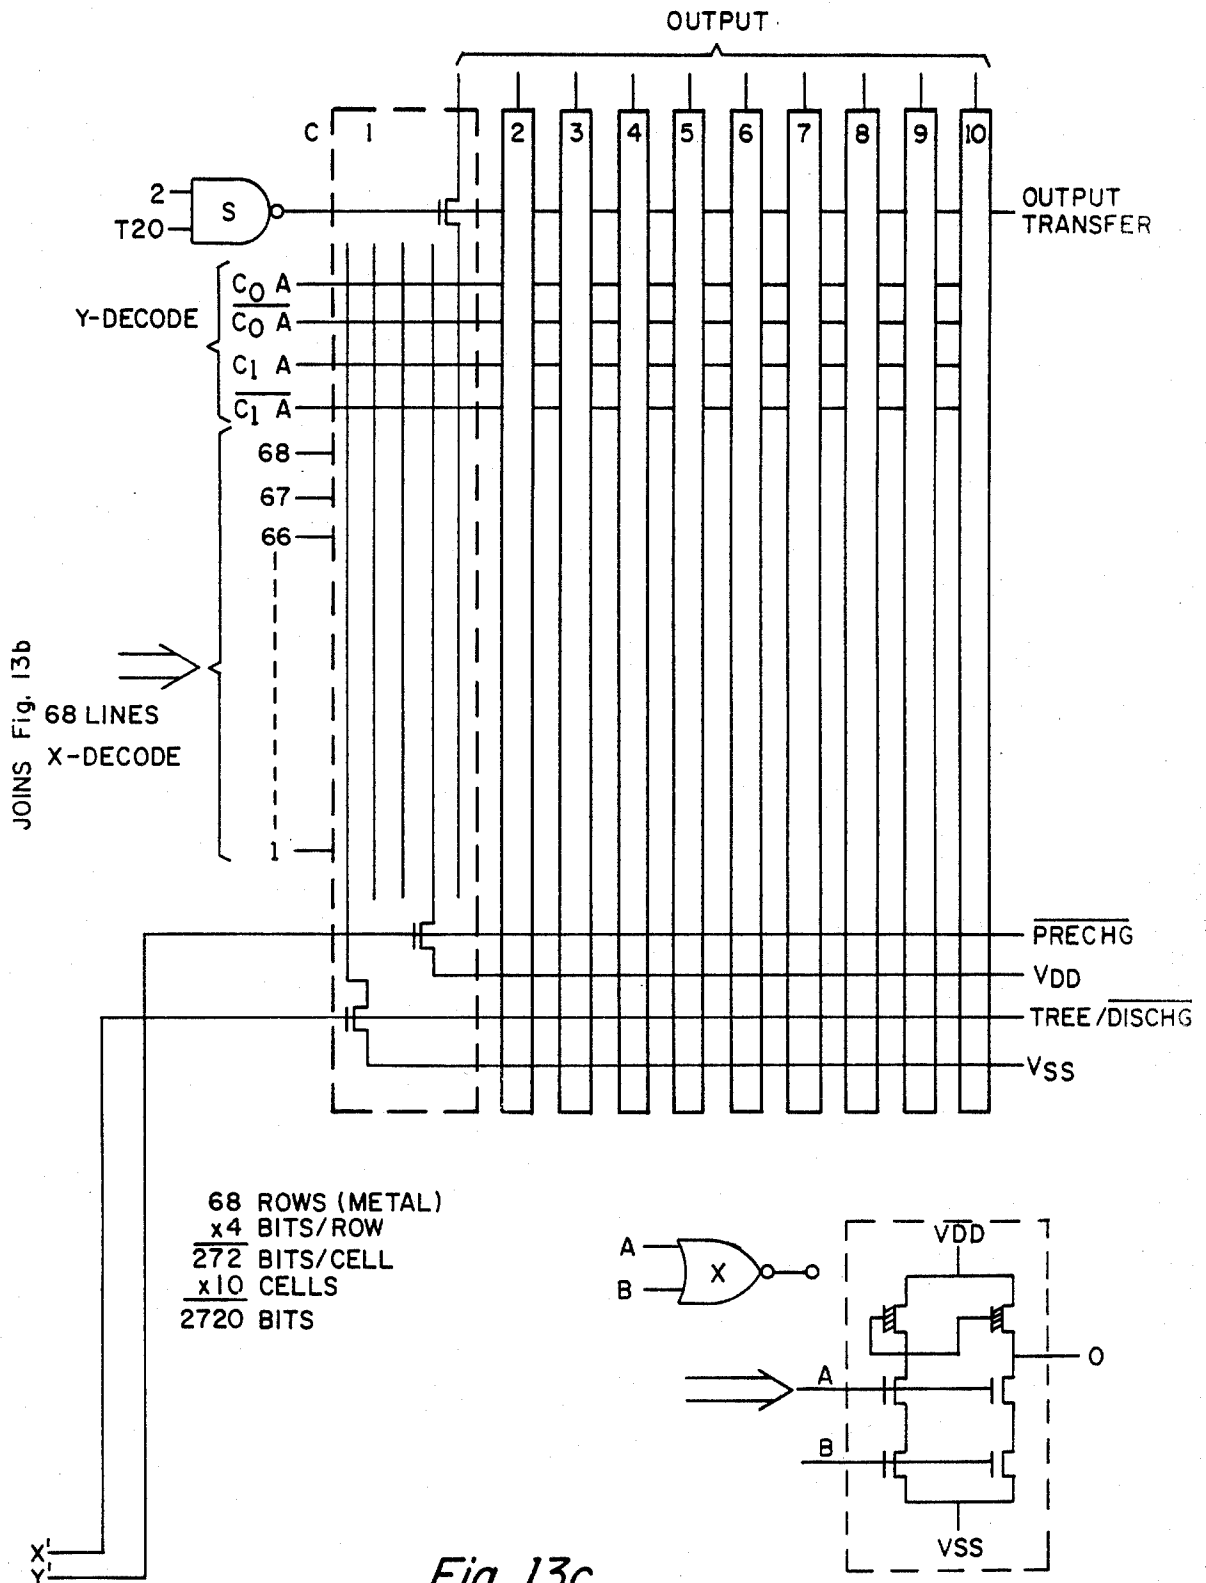 OUTPUT
C 1 2 3 4 5 6 7 8 9 10
2
S
T20
OUTPUT
TRANSFER
Y-DECODE
C0 A
C0 A
C1 A
C1 A
68
67
66
JOINS Fig. 13b
68 LINES
X-DECODE
1
PRECHG
VDD
TREE/DISCHG
VSS
68 ROWS (METAL)
x4 BITS/ROW
272 BITS/CELL
x10 CELLS
2720 BITS
A
B
X
VDD
O
A
B
VSS
X'
Y'
Fig. 13c